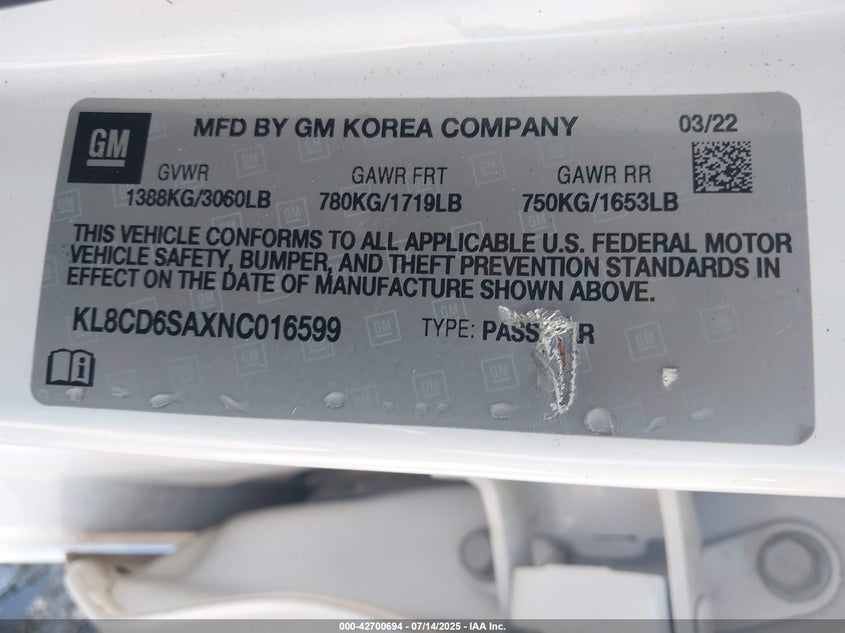 GM
MFD BY GM KOREA COMPANY
03/22
GVWR
1388KG/3060LB
GAWR FRT
780KG/1719LB
GAWR RR
750KG/1653LB
THIS VEHICLE CONFORMS TO ALL APPLICABLE U.S. FEDERAL MOTOR
VEHICLE SAFETY, BUMPER, AND THEFT PREVENTION STANDARDS IN
EFFECT ON THE DATE OF MANUFACTURE SHOWN ABOVE.
KL8CD6SAXNC016599
TYPE:
000-42700694 - 07/14/2025 - IAA Inc.